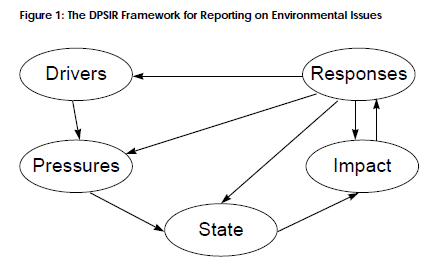 Figure 1: The DPSIR Framework for Reporting on Environmental Issues
Drivers
Responses
Pressures
Impact
State